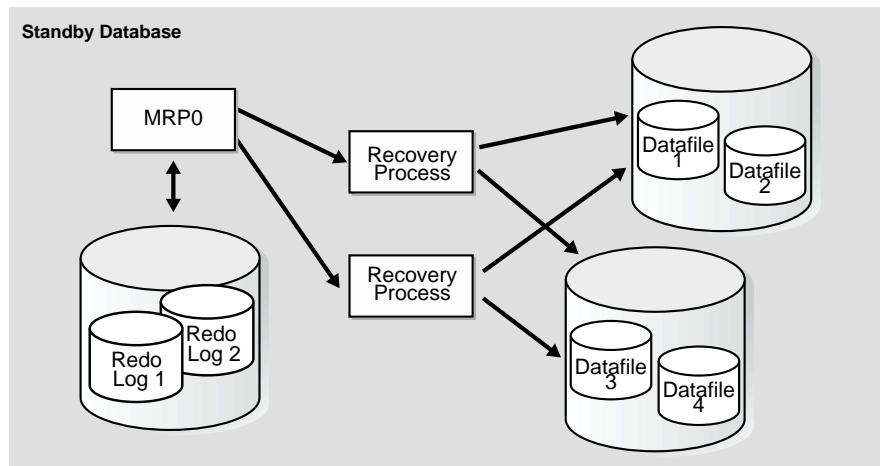 Standby Database
MRP0
Recovery
Process
Recovery
Process
Datafile
1
Datafile
2
Redo
Log 1
Redo
Log 2
Datafile
3
Datafile
4